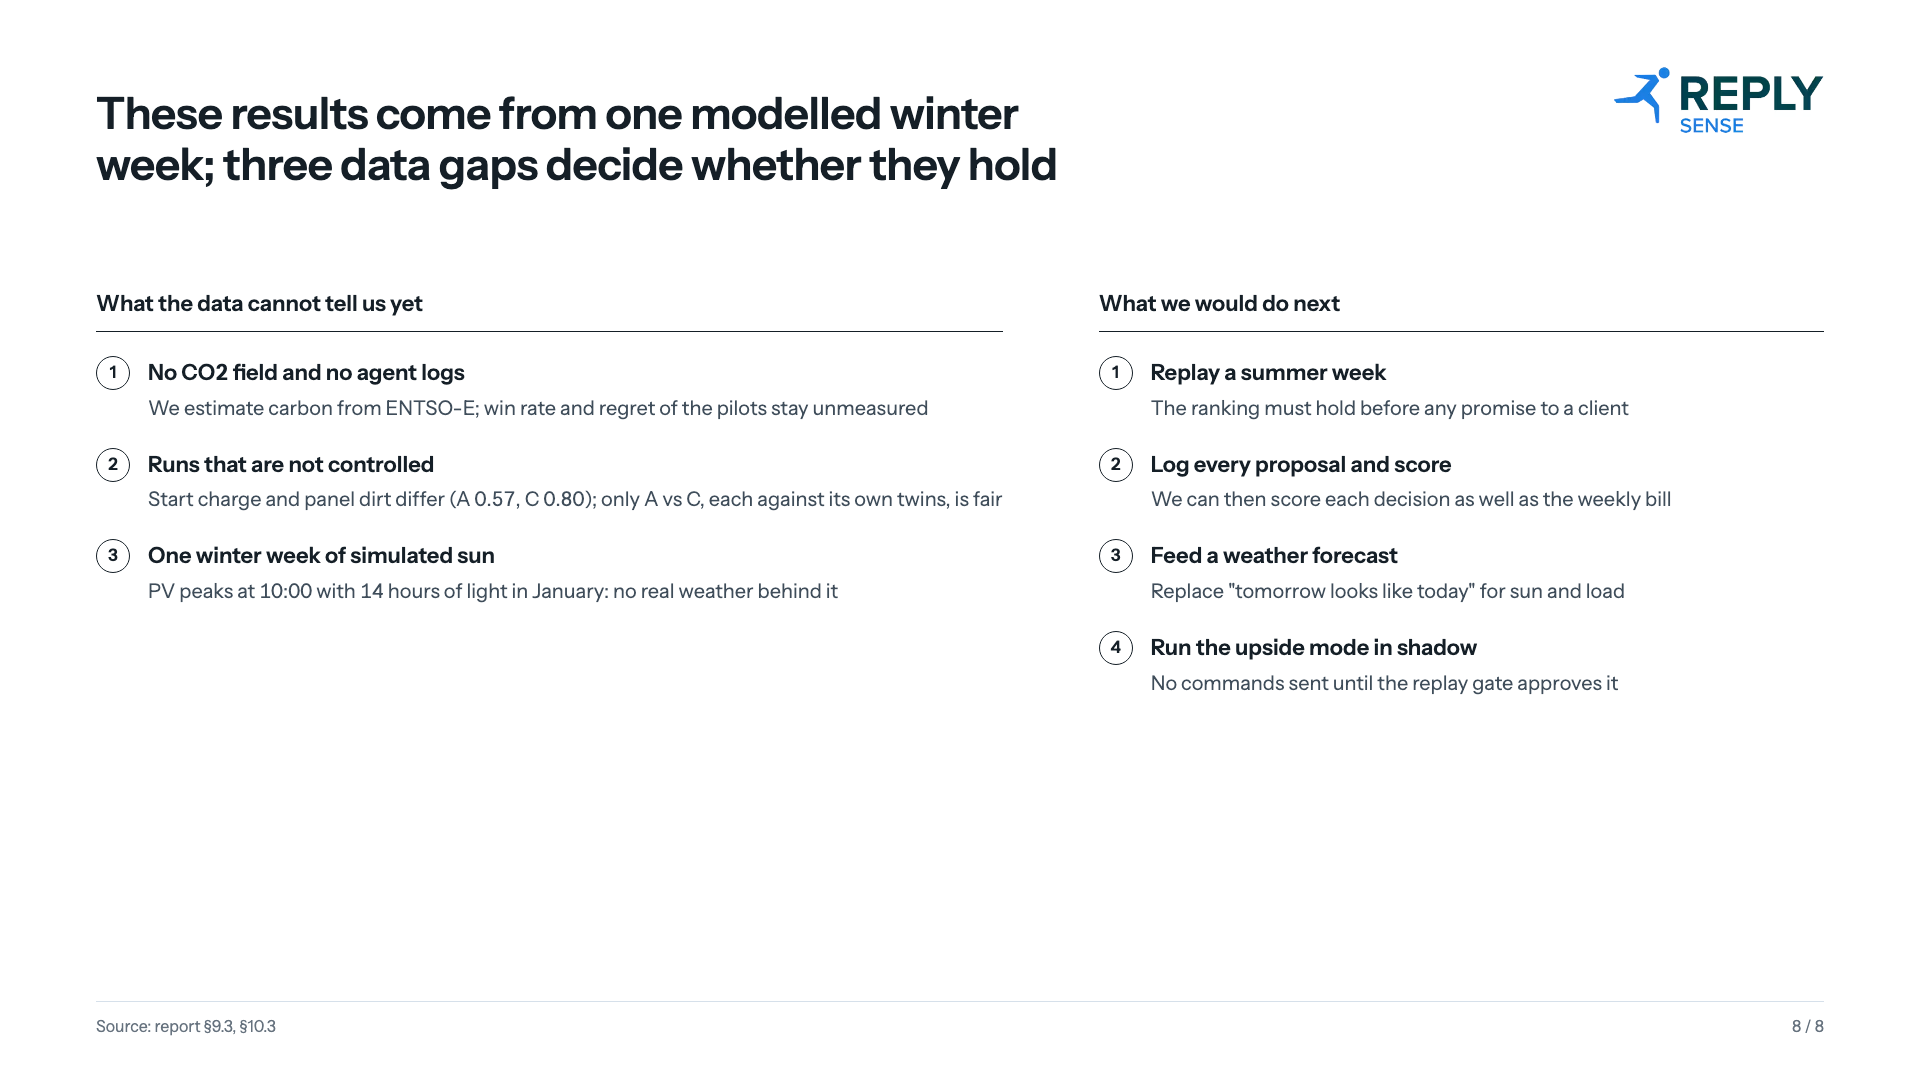 These results come from one modelled winter
week; three data gaps decide whether they hold
REPLY
SENSE
What the data cannot tell us yet
1 No CO2 field and no agent logs
We estimate carbon from ENTSO-E; win rate and regret of the pilots stay unmeasured
2 Runs that are not controlled
Start charge and panel dirt differ (A 0.57, C 0.80); only A vs C, each against its own twins, is fair
3 One winter week of simulated sun
PV peaks at 10:00 with 14 hours of light in January: no real weather behind it
What we would do next
1 Replay a summer week
The ranking must hold before any promise to a client
2 Log every proposal and score
We can then score each decision as well as the weekly bill
3 Feed a weather forecast
Replace "tomorrow looks like today" for sun and load
4 Run the upside mode in shadow
No commands sent until the replay gate approves it
Source: report §9.3, §10.3
8 / 8